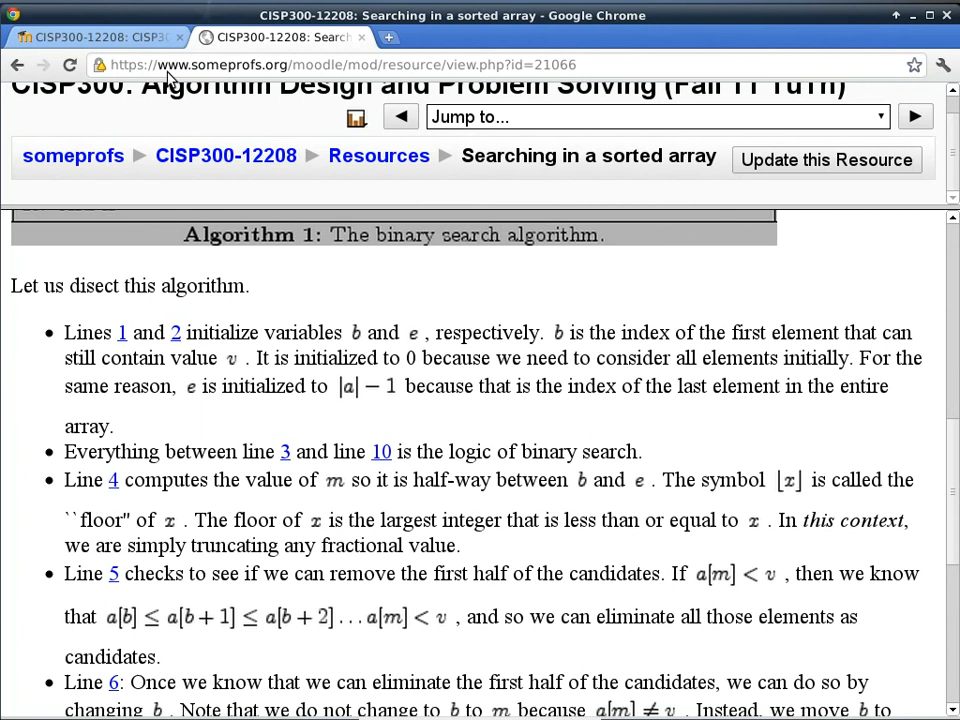 CISP300-12208: Searching in a sorted array - Google Chrome
CISP300-12208: CISP30
CISP300-12208: Search
https://www.someprofs.org/moodle/mod/resource/view.php?id=21066
CISP300: Algorithm Design and Problem Solving (Fall 11 TuTh)
Jump to...
someprofs ► CISP300-12208 ► Resources ► Searching in a sorted array
Update this Resource
Algorithm 1: The binary search algorithm.
Let us disect this algorithm.
• Lines 1 and 2 initialize variables b and e , respectively. b is the index of the first element that can
still contain value v . It is initialized to 0 because we need to consider all elements initially. For the
same reason, e is initialized to |a| − 1 because that is the index of the last element in the entire
array.
• Everything between line 3 and line 10 is the logic of binary search.
• Line 4 computes the value of m so it is half-way between b and e . The symbol ⌊x⌋ is called the
``floor'' of x . The floor of x is the largest integer that is less than or equal to x . In this context,
we are simply truncating any fractional value.
• Line 5 checks to see if we can remove the first half of the candidates. If a[m] < v , then we know
that a[b] ≤ a[b + 1] ≤ a[b + 2] . . . a[m] < v , and so we can eliminate all those elements as
candidates.
• Line 6: Once we know that we can eliminate the first half of the candidates, we can do so by
changing b . Note that we do not change to b to m because a[m] ≠ v . Instead, we move b to